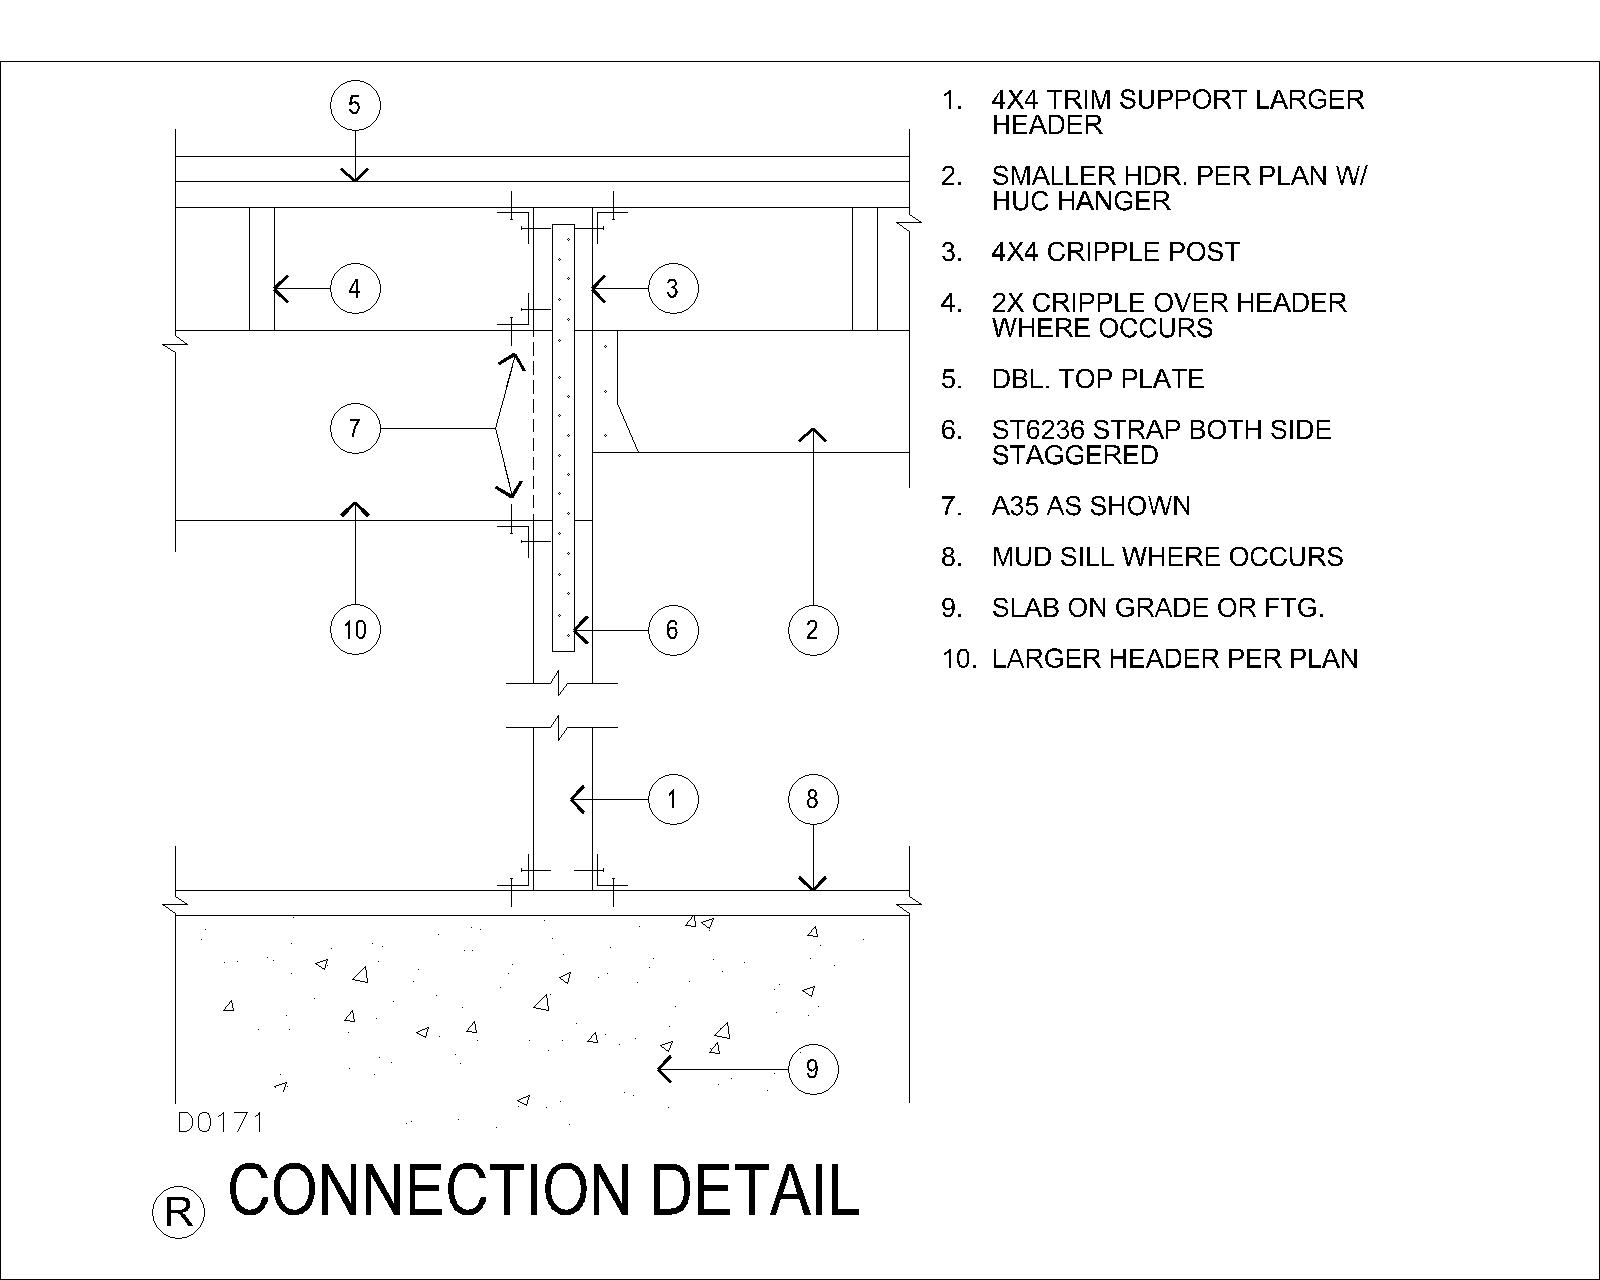 1. 4X4 TRIM SUPPORT LARGER
HEADER
2. SMALLER HDR. PER PLAN W/
HUC HANGER
3. 4X4 CRIPPLE POST
4. 2X CRIPPLE OVER HEADER
WHERE OCCURS
5. DBL. TOP PLATE
6. ST6236 STRAP BOTH SIDE
STAGGERED
7. A35 AS SHOWN
8. MUD SILL WHERE OCCURS
9. SLAB ON GRADE OR FTG.
10. LARGER HEADER PER PLAN
5
4
3
7
10
6
2
1
8
9
D0171
R CONNECTION DETAIL